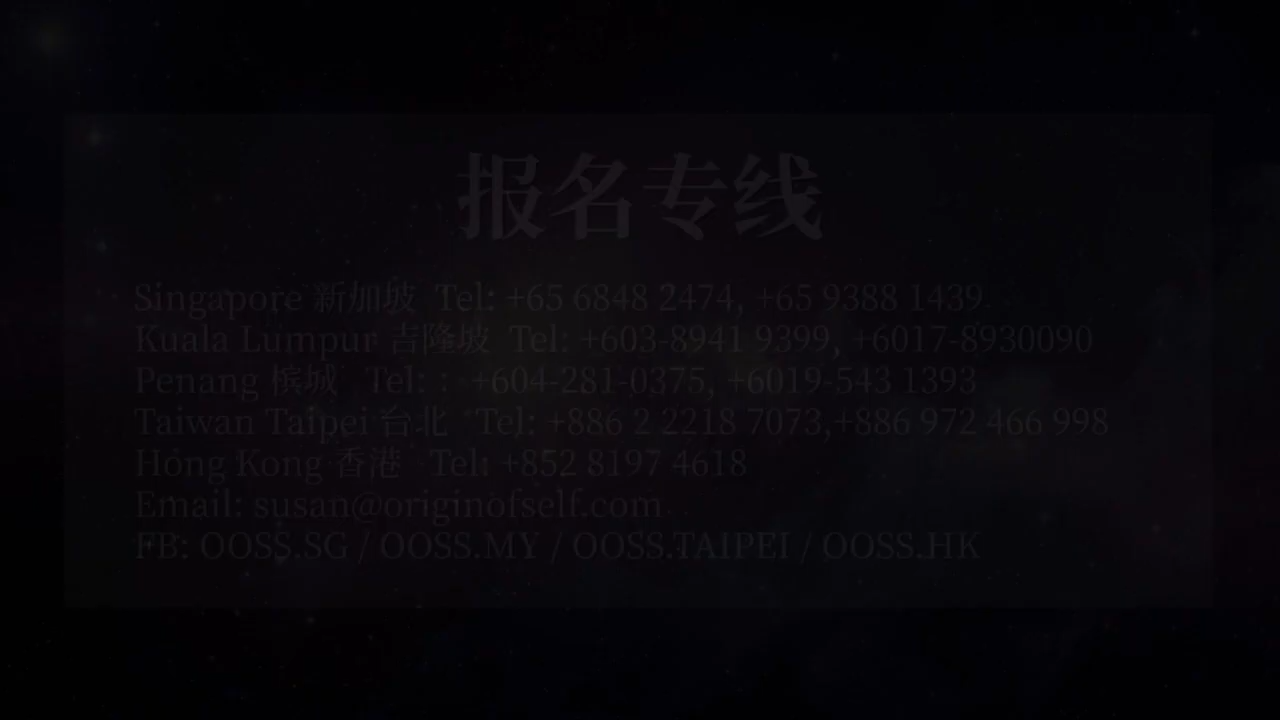 报名专线
Singapore 新加坡 Tel: +65 6848 2474, +65 9388 1439
Kuala Lumpur 吉隆坡 Tel: +603-8941 9399, +6017-8930090
Penang 槟城 Tel: : +604-281-0375, +6019-543 1393
Taiwan Taipei 台北 Tel: +886 2 2218 7073,+886 972 466 998
Hong Kong 香港 Tel: +852 8197 4618
Email: susan@originofself.com
FB: OOSS.SG / OOSS.MY / OOSS.TAIPEI / OOSS.HK